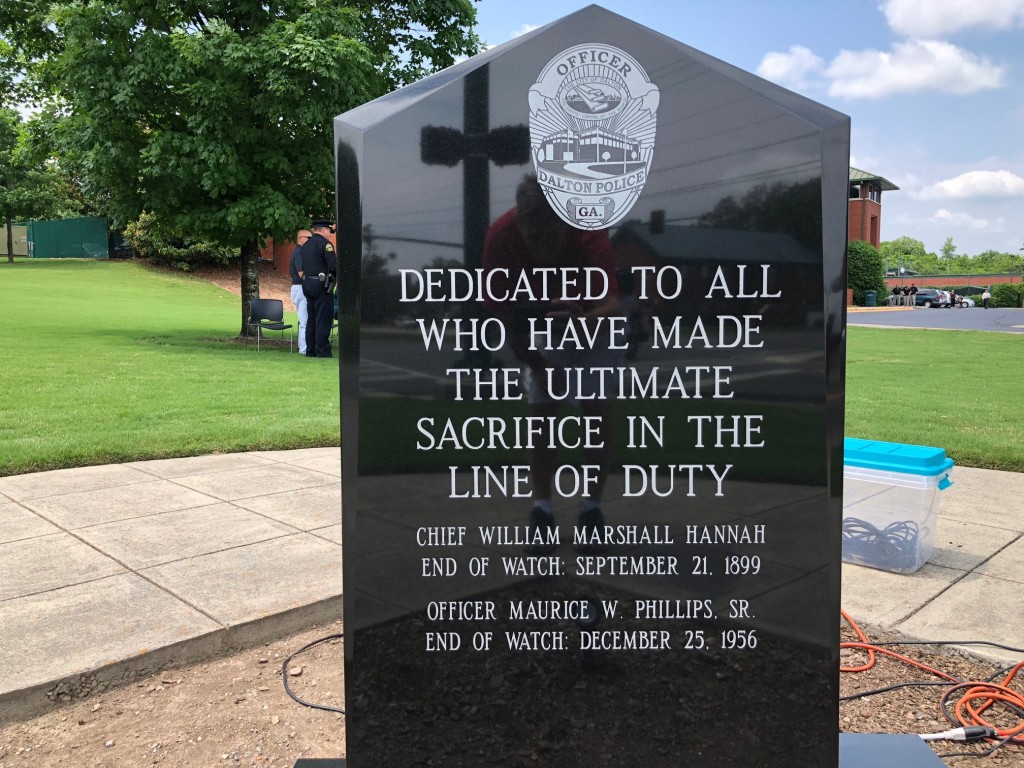 OFFICER
DALTON POLICE
GA.
DEDICATED TO ALL
WHO HAVE MADE
THE ULTIMATE
SACRIFICE IN THE
LINE OF DUTY
CHIEF WILLIAM MARSHALL HANNAH
END OF WATCH: SEPTEMBER 21, 1899
OFFICER MAURICE W. PHILLIPS, SR.
END OF WATCH: DECEMBER 25, 1956